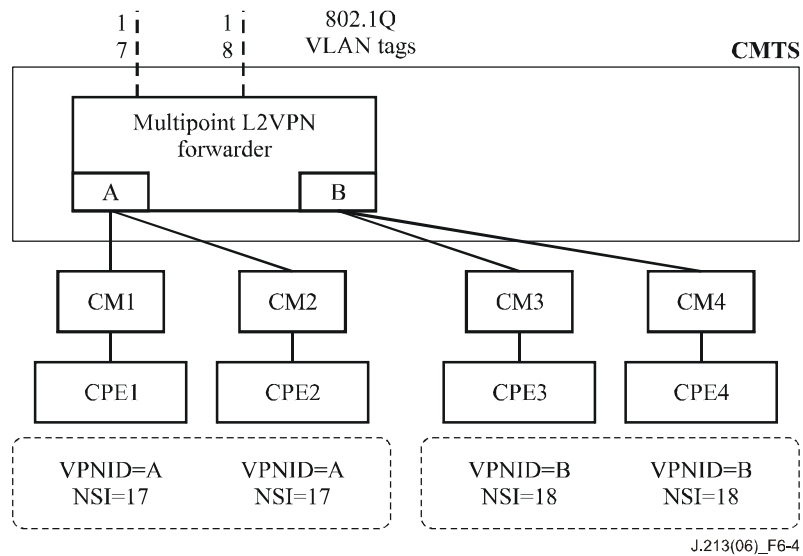 1 1 802.1Q
7 8 VLAN tags
CMTS
Multipoint L2VPN
forwarder
A B
CM1 CM2 CM3 CM4
CPE1 CPE2 CPE3 CPE4
VPNID=A VPNID=A VPNID=B VPNID=B
NSI=17 NSI=17 NSI=18 NSI=18
J.213(06)_F6-4